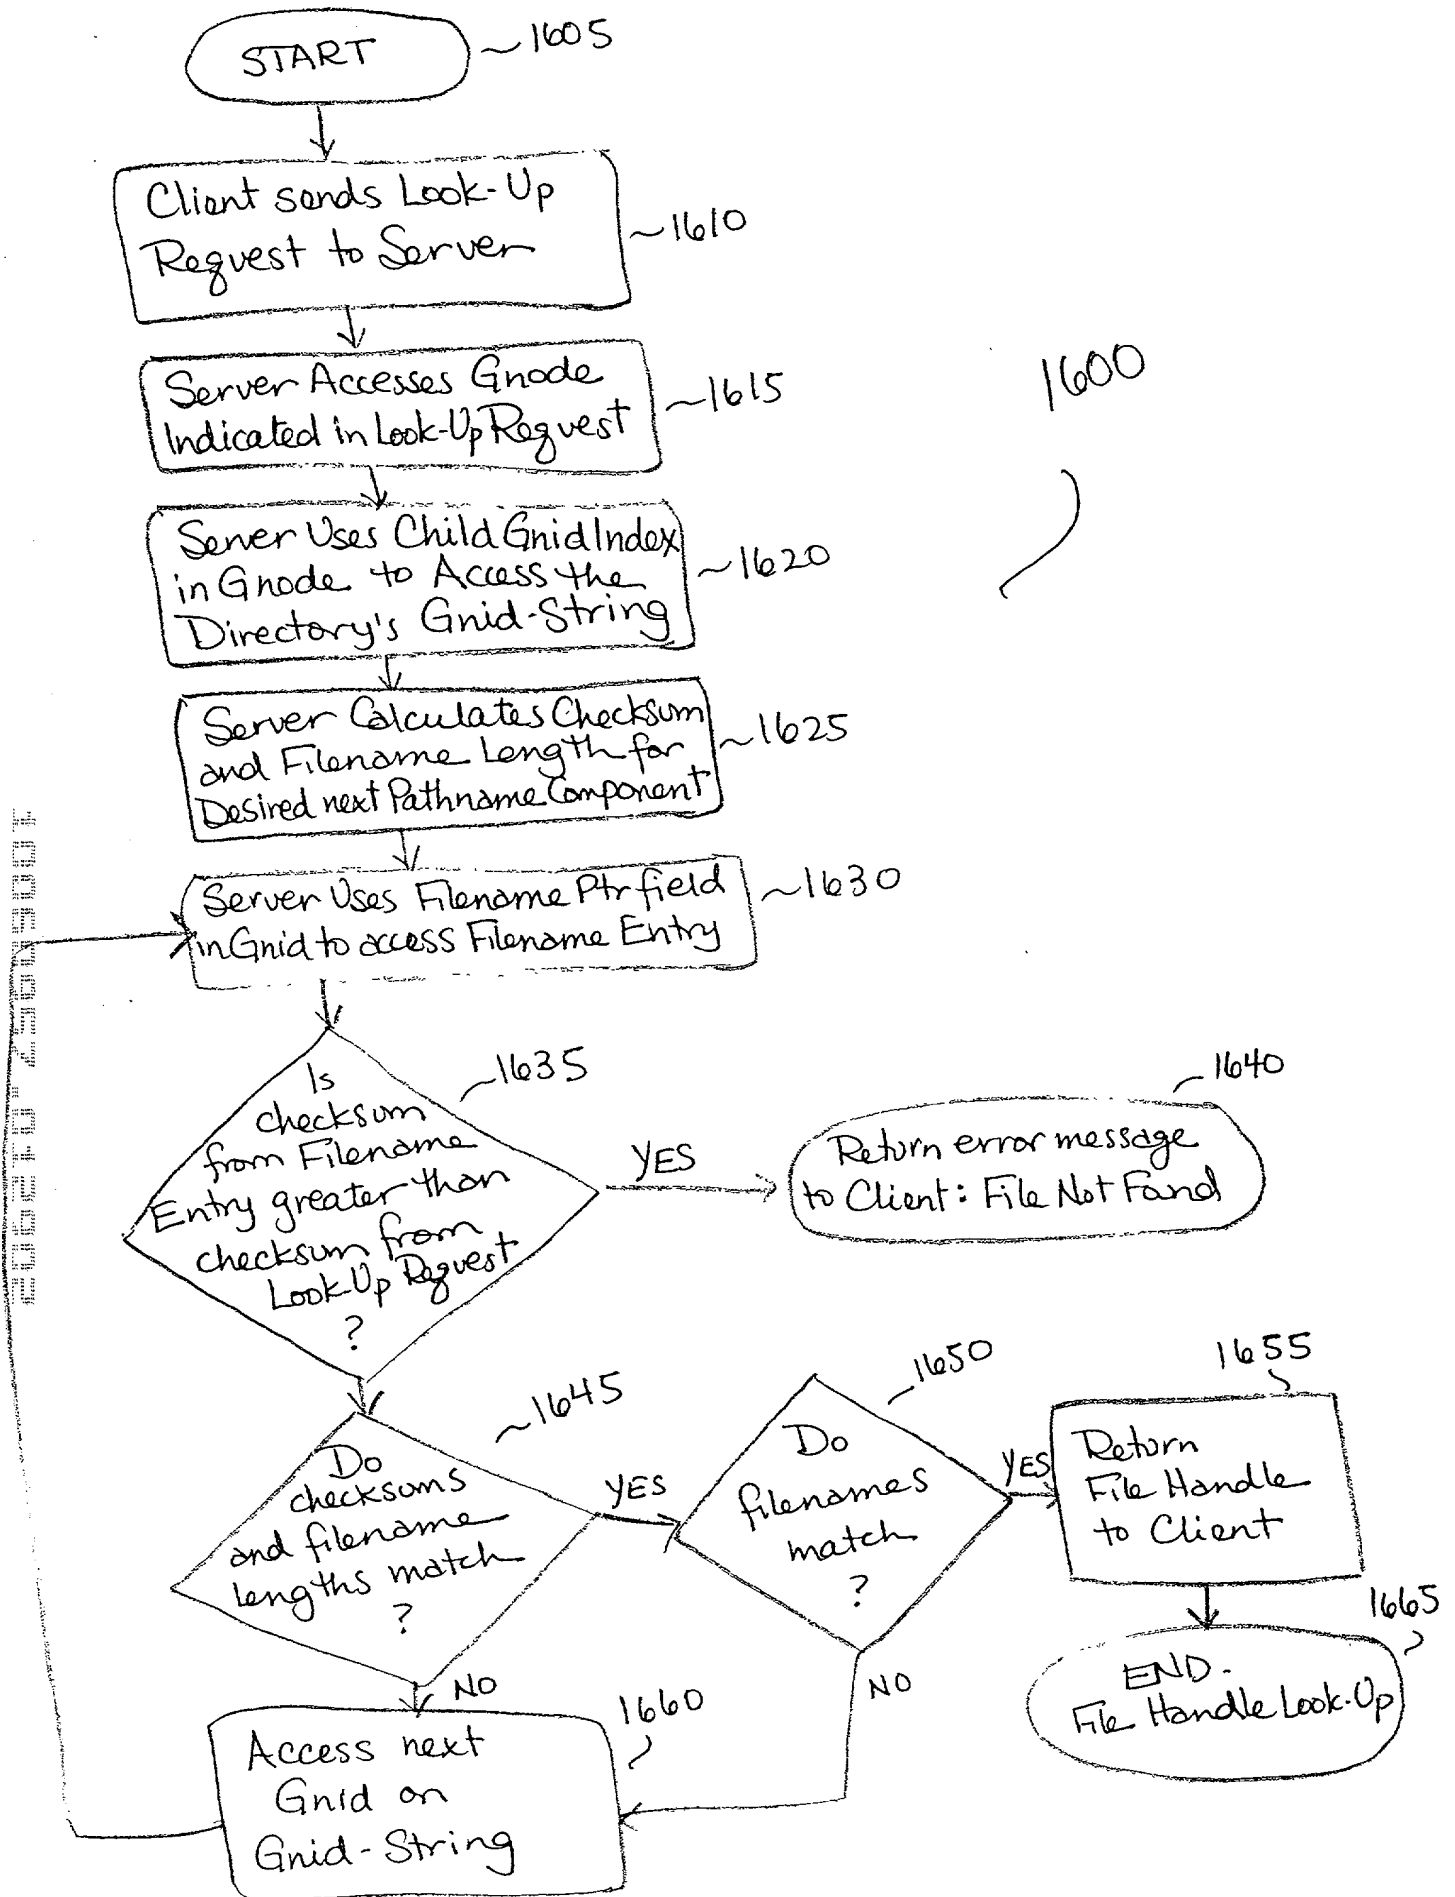 START
1605
Client sends Look-Up
Request to Server
1610
Server Accesses Gnode
Indicated in Look-Up Request
1615
1600
Server Uses Child Gnid Index
in Gnode to Access the
Directory's Gnid-String
1620
Server Calculates Checksum
and Filename Length for
Desired next Pathname Component
1625
Server Uses Filename Ptr field
in Gnid to access Filename Entry
1630
Is
checksum
from Filename
Entry greater than
checksum from
Look-Up Request
?
1635
YES
1640
Return error message
to Client: File Not Found
Do
checksums
and filename
lengths match
?
1645
YES
1650
Do
filenames
match
?
YES
1655
Return
File Handle
to Client
NO
NO
1665
END-
File Handle Look-Up
1660
Access next
Gnid on
Gnid-String